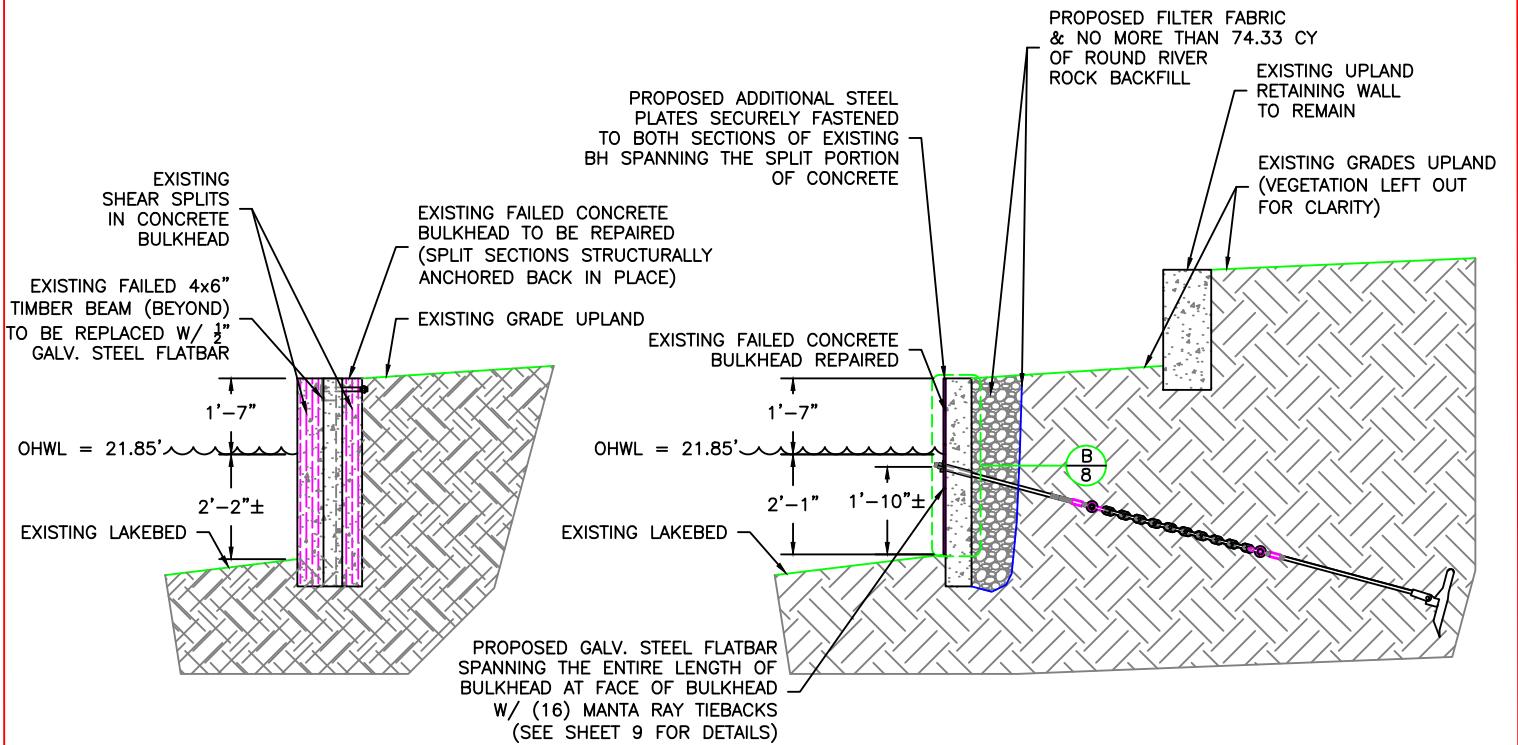 PROPOSED FILTER FABRIC
& NO MORE THAN 74.33 CY
OF ROUND RIVER
ROCK BACKFILL
EXISTING UPLAND
RETAINING WALL
TO REMAIN
PROPOSED ADDITIONAL STEEL
PLATES SECURELY FASTENED
TO BOTH SECTIONS OF EXISTING
BH SPANNING THE SPLIT PORTION
OF CONCRETE
EXISTING GRADES UPLAND
(VEGETATION LEFT OUT
FOR CLARITY)
EXISTING
SHEAR SPLITS
IN CONCRETE
BULKHEAD
EXISTING FAILED CONCRETE
BULKHEAD TO BE REPAIRED
(SPLIT SECTIONS STRUCTURALLY
ANCHORED BACK IN PLACE)
EXISTING FAILED 4x6"
TIMBER BEAM (BEYOND)
TO BE REPLACED W/ ½"
GALV. STEEL FLATBAR
EXISTING GRADE UPLAND
EXISTING FAILED CONCRETE
BULKHEAD REPAIRED
1'-7"
OHWL = 21.85'
2'-2"±
EXISTING LAKEBED
1'-7"
OHWL = 21.85'
2'-1"
1'-10"±
B
8
EXISTING LAKEBED
PROPOSED GALV. STEEL FLATBAR
SPANNING THE ENTIRE LENGTH OF
BULKHEAD AT FACE OF BULKHEAD
W/ (16) MANTA RAY TIEBACKS
(SEE SHEET 9 FOR DETAILS)